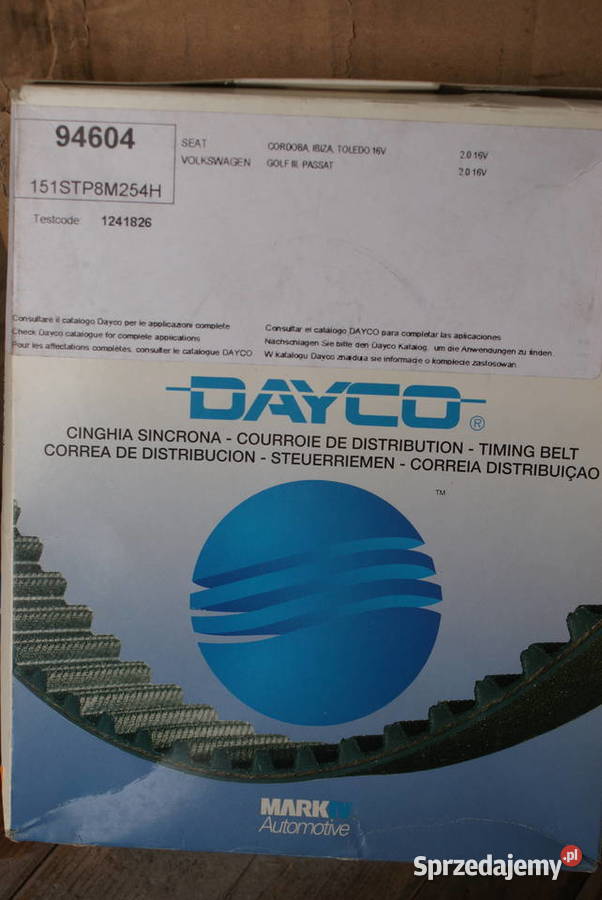 94604
151STP8M254H
Testcode: 1241826
SEAT CORDOBA, IBIZA, TOLEDO 16V 2.0 16V
VOLKSWAGEN GOLF III, PASSAT 2.0 16V
Consultare il catalogo Dayco per le applicazioni complete
Check Dayco catalogue for complete applications
Pour les affectations complètes, consulter le catalogue DAYCO
Consultar el catalogo DAYCO para completar las aplicaciones
Nachschlagen Sie bitte den Dayco Katalog, um die Anwendungen zu finden
W katalogu Dayco znajduja sie informacje o komplecie zastosowan
DAYCO®
CINGHIA SINCRONA - COURROIE DE DISTRIBUTION - TIMING BELT
CORREA DE DISTRIBUCION - STEUERRIEMEN - CORREIA DISTRIBUIÇAO
TM
MARK IV
Automotive
Sprzedajemy.pl